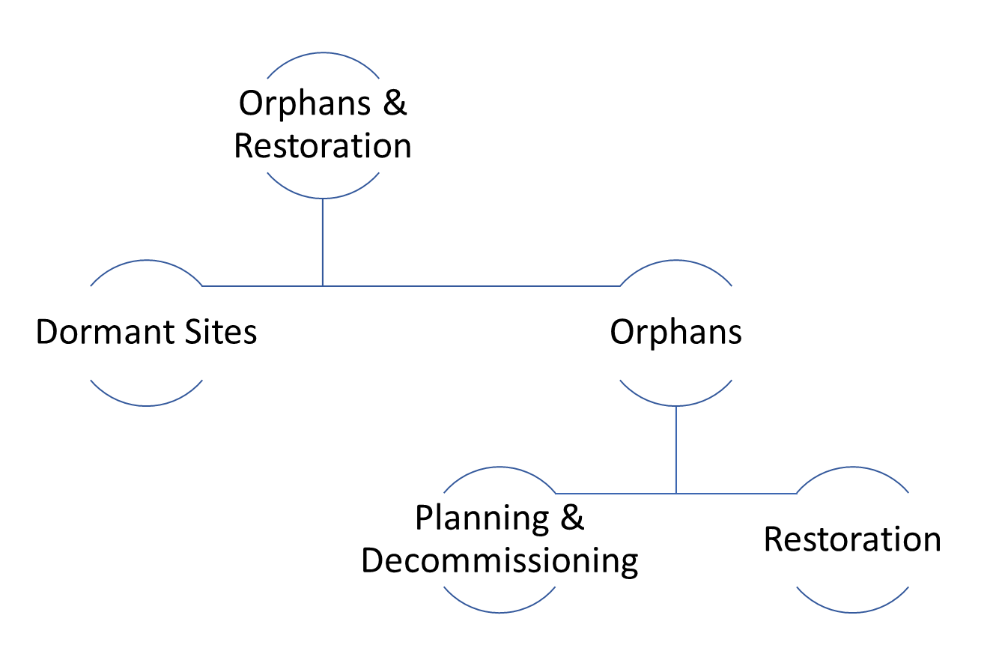 Orphans &
Restoration
Dormant Sites
Orphans
Planning &
Decommissioning
Restoration